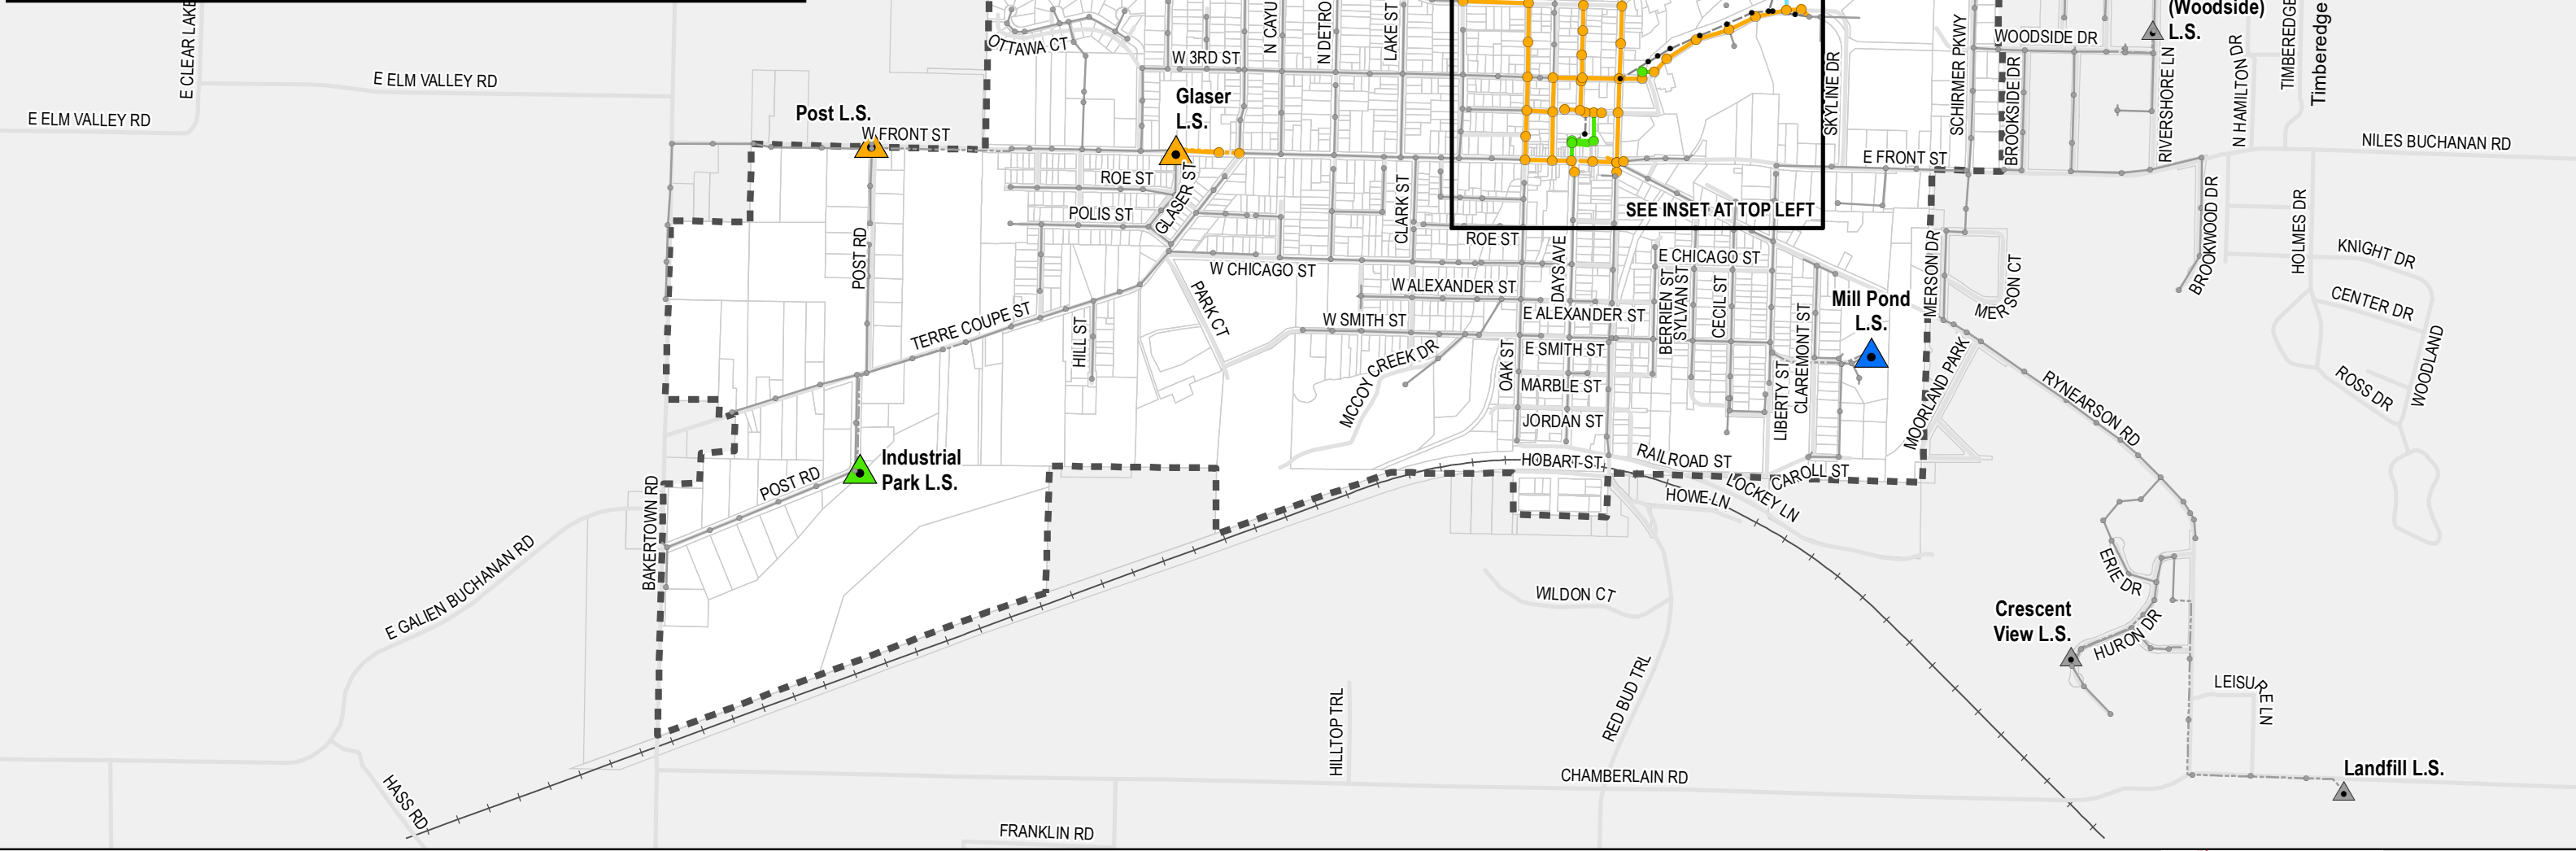 E CLEAR LAKE
E ELM VALLEY RD
E ELM VALLEY RD
OTTAWA CT
W 3RD ST
N CAYU
N DETRO
LAKE ST
Post L.S.
W FRONT ST
Glaser
L.S.
ROE ST
POLIS ST
GLASER ST
CLARK ST
SEE INSET AT TOP LEFT
SKYLINE DR
SCHIRMER PKWY
BROOKSIDE DR
WOODSIDE DR
(Woodside)
L.S.
RIVERSHORE LN
N HAMILTON DR
TIMBEREDGE
Timberedge
NILES BUCHANAN RD
E FRONT ST
BROOKWOOD DR
HOLMES DR
KNIGHT DR
CENTER DR
WOODLAND
ROSS DR
POST RD
TERRE COUPE ST
HILL ST
PARK CT
W CHICAGO ST
ROE ST
DAYS AVE
W ALEXANDER ST
W SMITH ST
MCCOY CREEK DR
OAK ST
E ALEXANDER ST
E SMITH ST
MARBLE ST
JORDAN ST
HOBART ST
E CHICAGO ST
BERRIEN ST
SYLVAN ST
CECIL ST
LIBERTY ST
CLAREMONT ST
Mill Pond
L.S.
MERSON DR
MERSON CT
MOORLAND PARK
RYNEARSON RD
RAILROAD ST
CAROLL ST
LOCKEY LN
HOWE LN
Industrial
Park L.S.
POST RD
BAKERTOWN RD
E GALIEN BUCHANAN RD
WILDON CT
RED BUD TRL
HILLTOP TRL
CHAMBERLAIN RD
FRANKLIN RD
HASS RD
ERIE DR
HURON DR
Crescent
View L.S.
LEISURE LN
Landfill L.S.